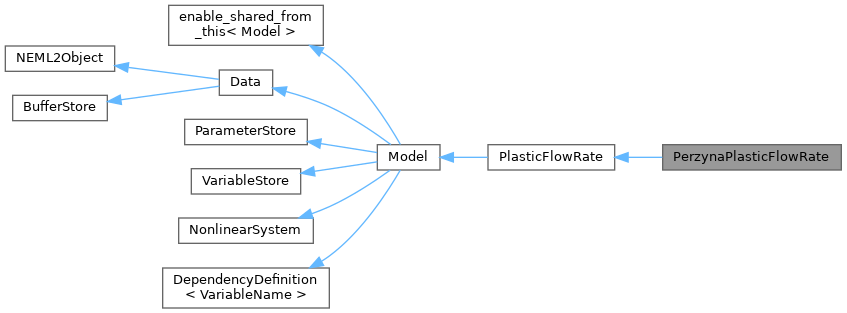 enable_shared_from
_this< Model >
NEML2Object
Data
BufferStore
ParameterStore
Model
PlasticFlowRate
PerzynaPlasticFlowRate
VariableStore
NonlinearSystem
DependencyDefinition
< VariableName >